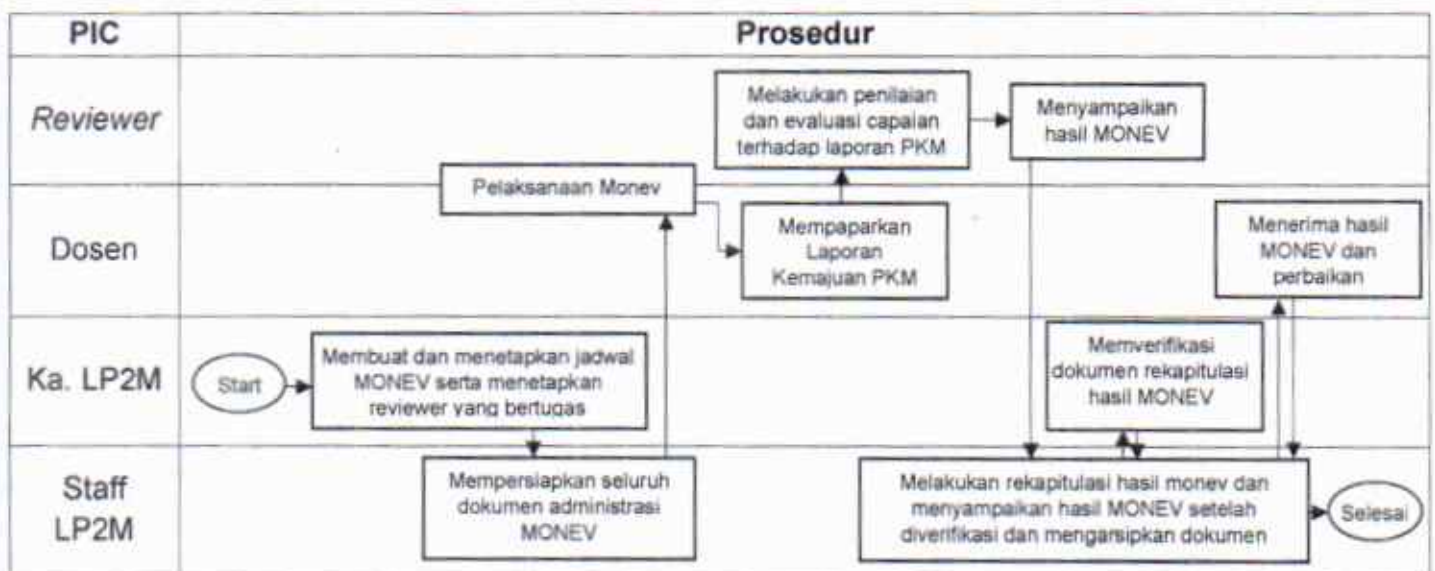 PIC
Prosedur
Reviewer
Melakukan penilaian
dan evaluasi capaian
terhadap laporan PKM
Menyampaikan
hasil MONEV
Pelaksanaan Monev
Dosen
Mempaparkan
Laporan
Kemajuan PKM
Menerima hasil
MONEV dan
perbaikan
Ka. LP2M
Start
Membuat dan menetapkan jadwal
MONEV serta menetapkan
reviewer yang bertugas
Memverifikasi
dokumen rekapitulasi
hasil MONEV
Staff
LP2M
Mempersiapkan seluruh
dokumen administrasi
MONEV
Melakukan rekapitulasi hasil monev dan
menyampaikan hasil MONEV setelah
diverifikasi dan mengarsipkan dokumen
Selesai